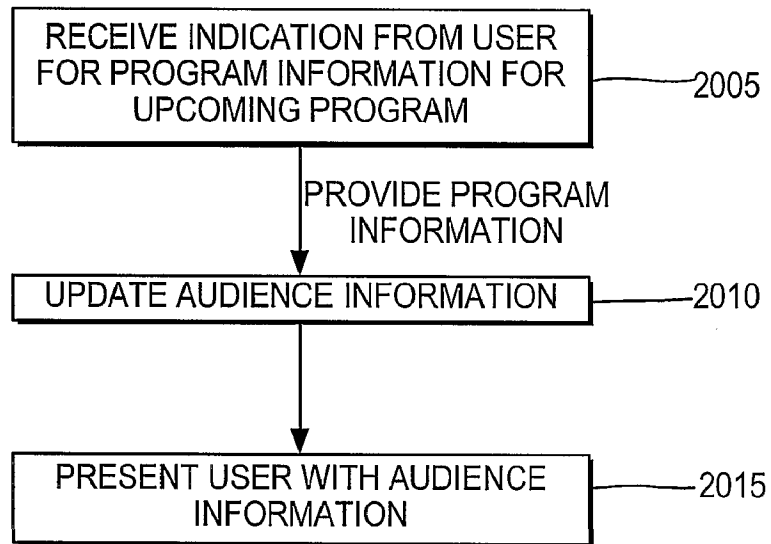 RECEIVE INDICATION FROM USER
FOR PROGRAM INFORMATION FOR
UPCOMING PROGRAM
2005
PROVIDE PROGRAM
INFORMATION
UPDATE AUDIENCE INFORMATION
2010
PRESENT USER WITH AUDIENCE
INFORMATION
2015